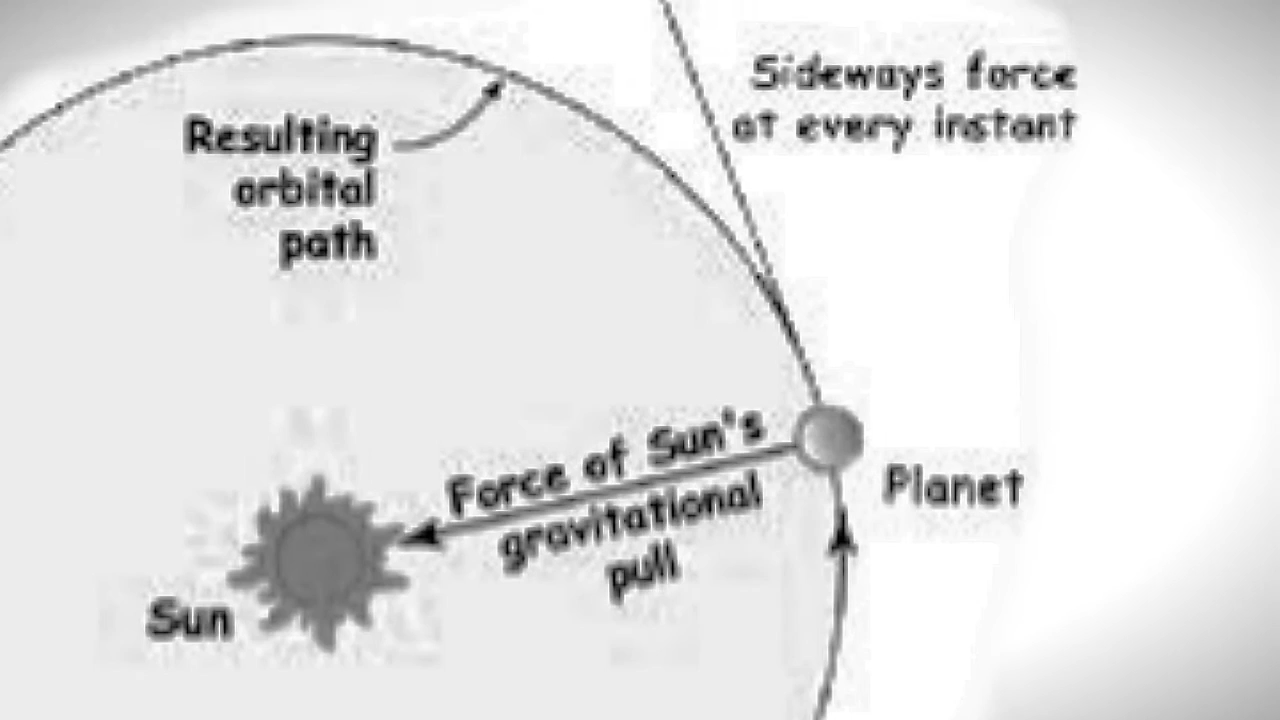 Sideways force
at every instant
Resulting
orbital
path
Force of Sun's
gravitational
pull
Planet
Sun